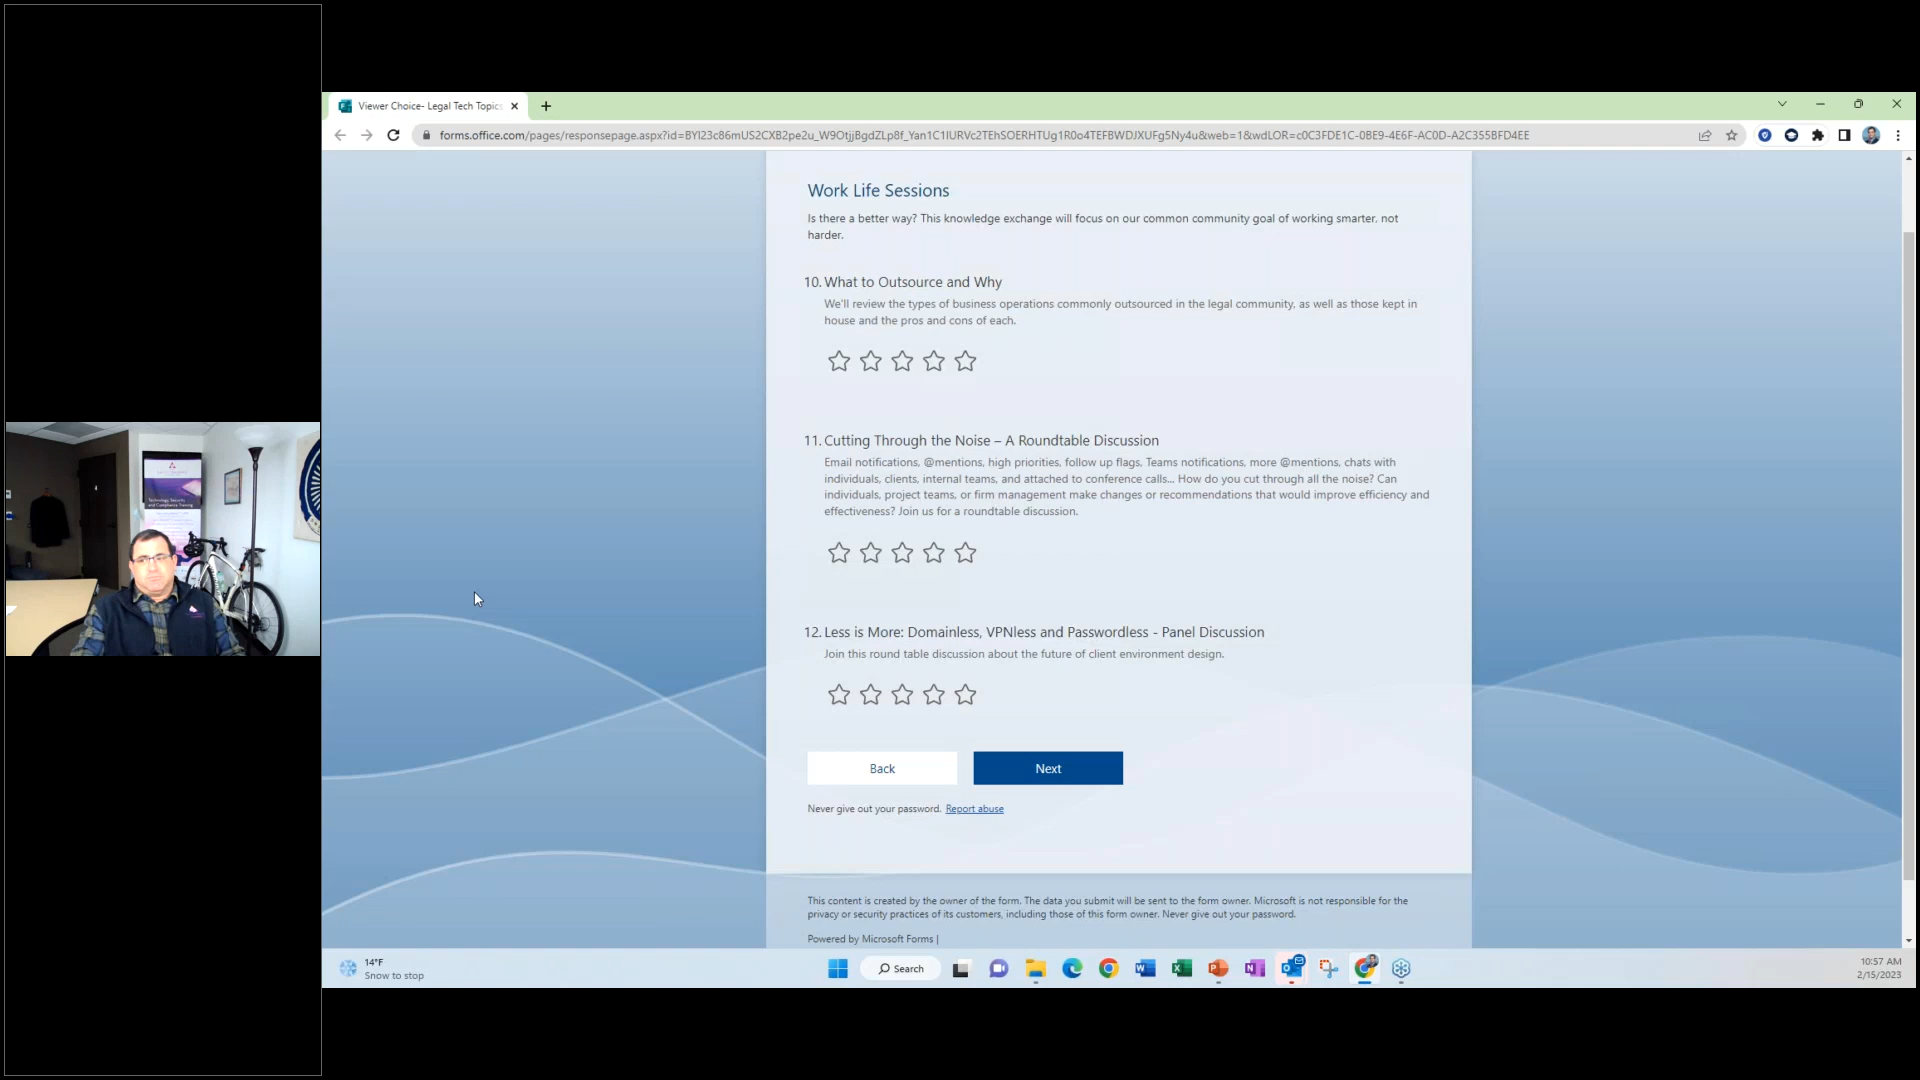 Viewer Choice- Legal Tech Topics
forms.office.com/pages/responsepage.aspx?id=BYI23c86mUS2CXB2pe2u_W9OtjjBgdZLp8f_Yan1C1lURVc2TEhSOERHTUg1R0o4TEFBWDJXUFg5Ny4u&web=1&wdLOR=c0C3FDE1C-0BE9-4E6F-AC0D-A2C355BFD4EE
Work Life Sessions
Is there a better way? This knowledge exchange will focus on our common community goal of working smarter, not
harder.
10. What to Outsource and Why
We'll review the types of business operations commonly outsourced in the legal community, as well as those kept in
house and the pros and cons of each.
11. Cutting Through the Noise – A Roundtable Discussion
Email notifications, @mentions, high priorities, follow up flags, Teams notifications, more @mentions, chats with
individuals, clients, internal teams, and attached to conference calls... How do you cut through all the noise? Can
individuals, project teams, or firm management make changes or recommendations that would improve efficiency and
effectiveness? Join us for a roundtable discussion.
12. Less is More: Domainless, VPNless and Passwordless - Panel Discussion
Join this round table discussion about the future of client environment design.
Back
Next
Never give out your password. Report abuse
This content is created by the owner of the form. The data you submit will be sent to the form owner. Microsoft is not responsible for the
privacy or security practices of its customers, including those of this form owner. Never give out your password.
Powered by Microsoft Forms |
Technology, Security
and Compliance Training
14°F
Snow to stop
Search
10:57 AM
2/15/2023